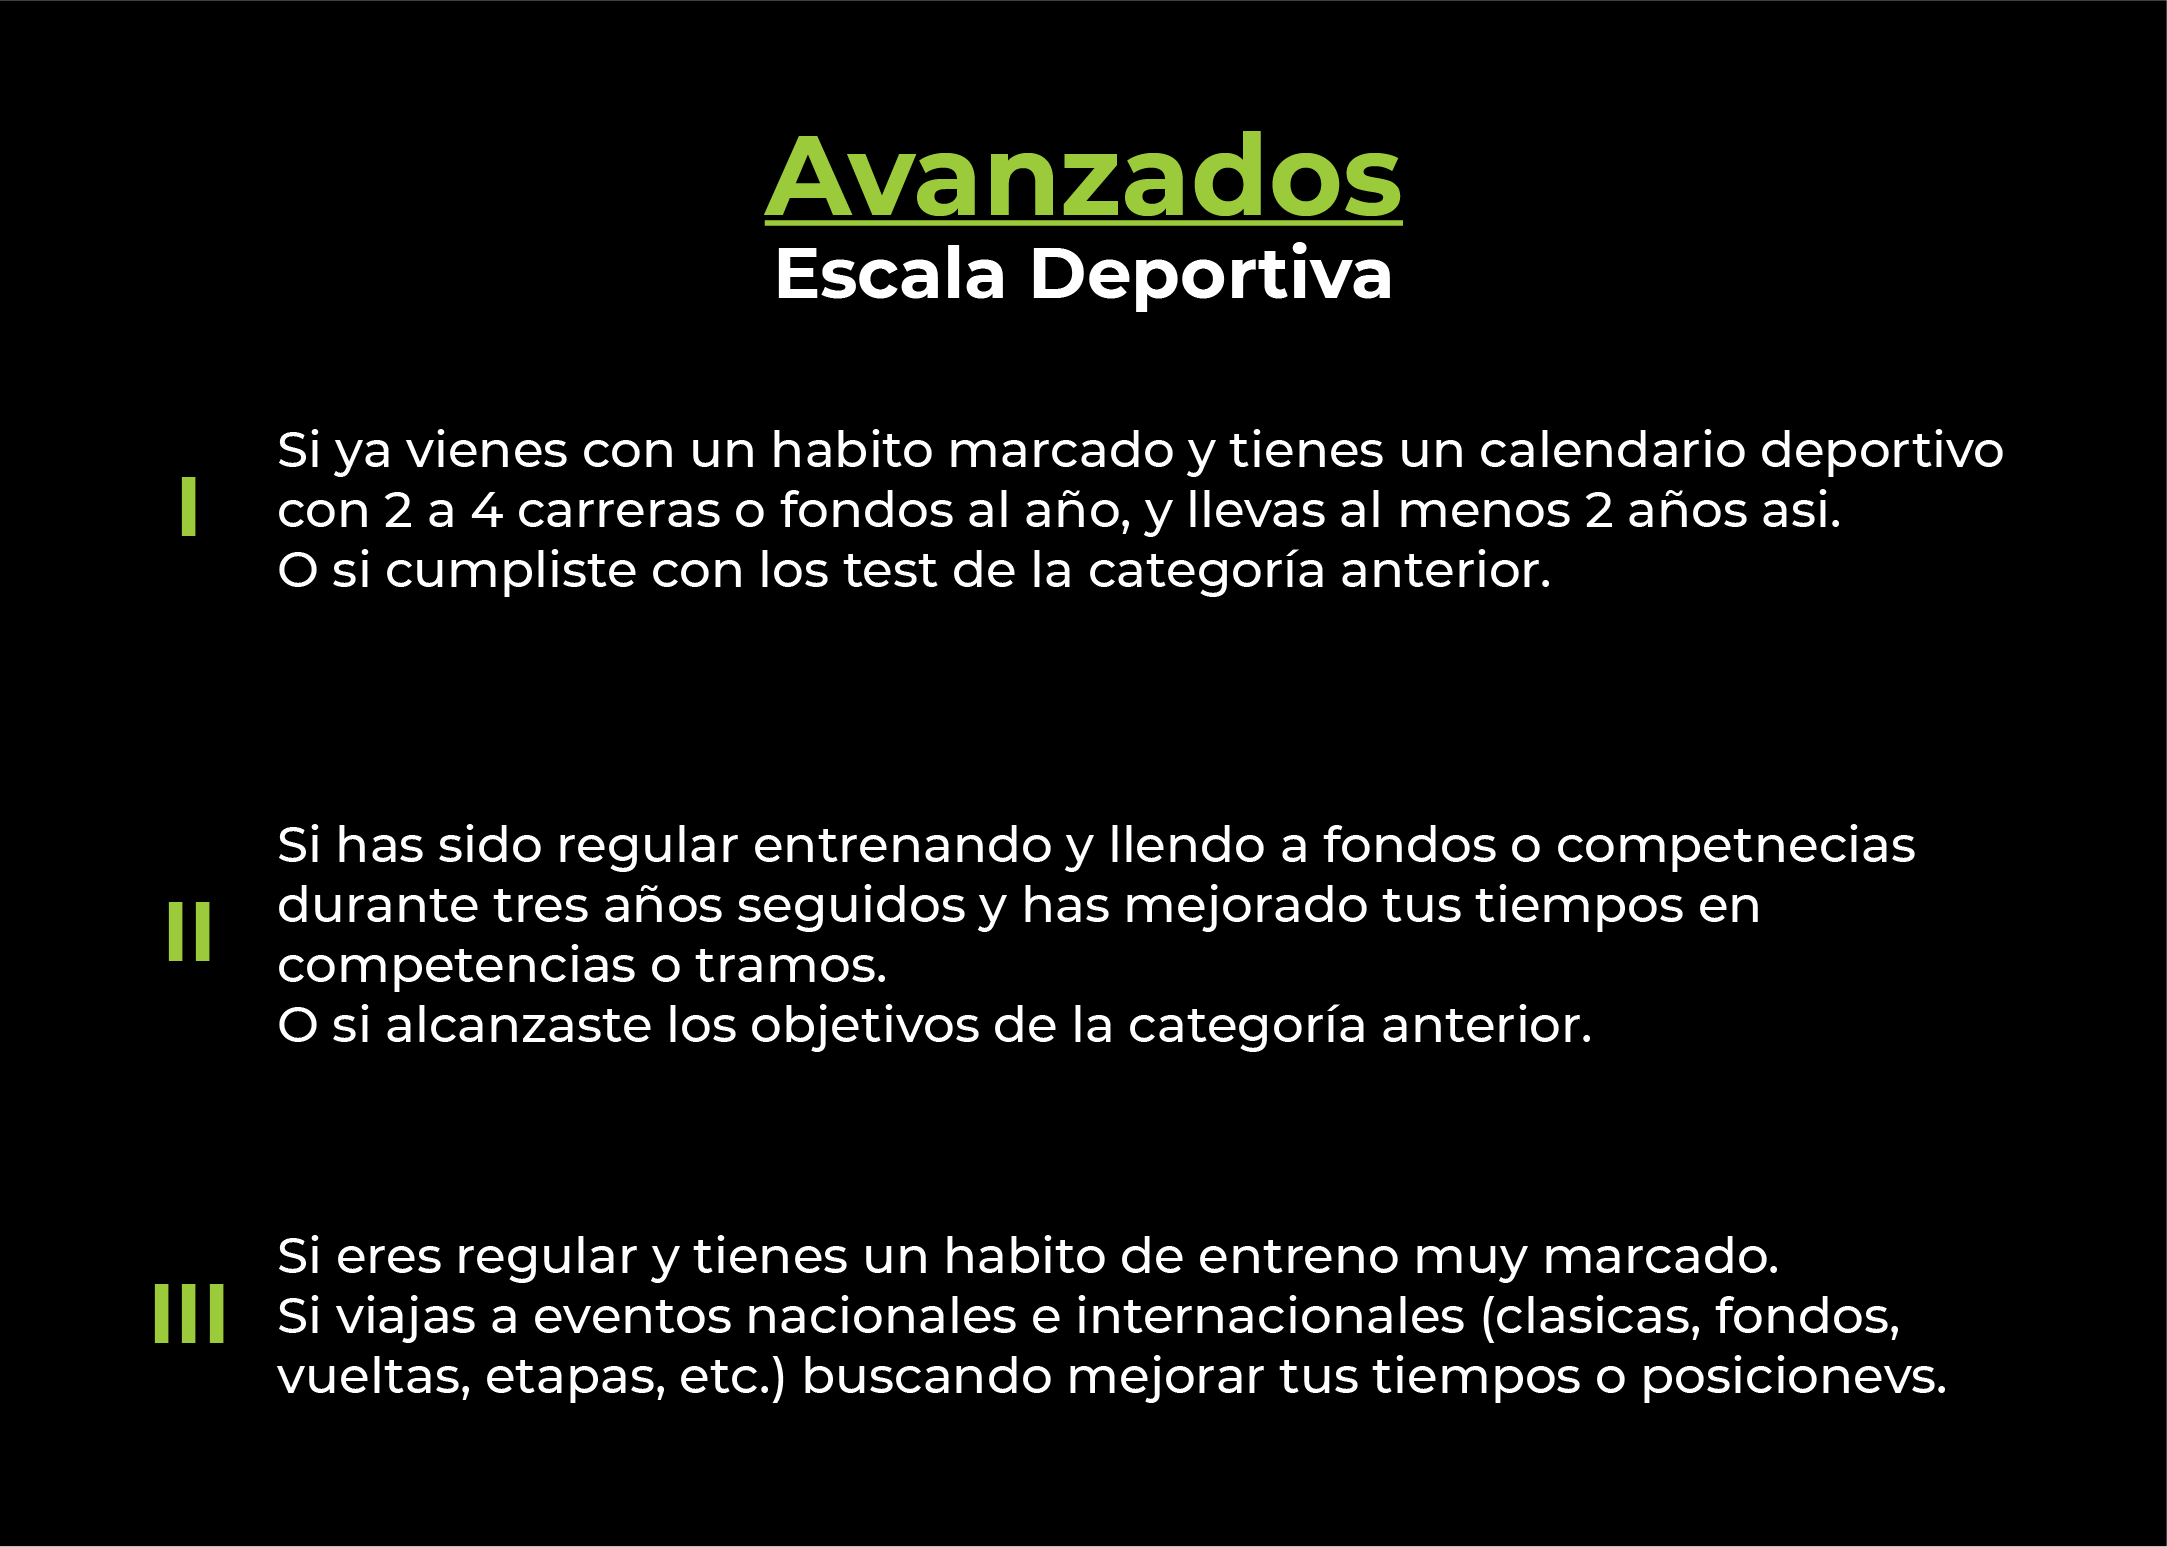 Avanzados
Escala Deportiva
I
Si ya vienes con un habito marcado y tienes un calendario deportivo
con 2 a 4 carreras o fondos al año, y llevas al menos 2 años asi.
O si cumpliste con los test de la categoría anterior.
II
Si has sido regular entrenando y llendo a fondos o competnecias
durante tres años seguidos y has mejorado tus tiempos en
competencias o tramos.
O si alcanzaste los objetivos de la categoría anterior.
III
Si eres regular y tienes un habito de entreno muy marcado.
Si viajas a eventos nacionales e internacionales (clasicas, fondos,
vueltas, etapas, etc.) buscando mejorar tus tiempos o posicionevs.